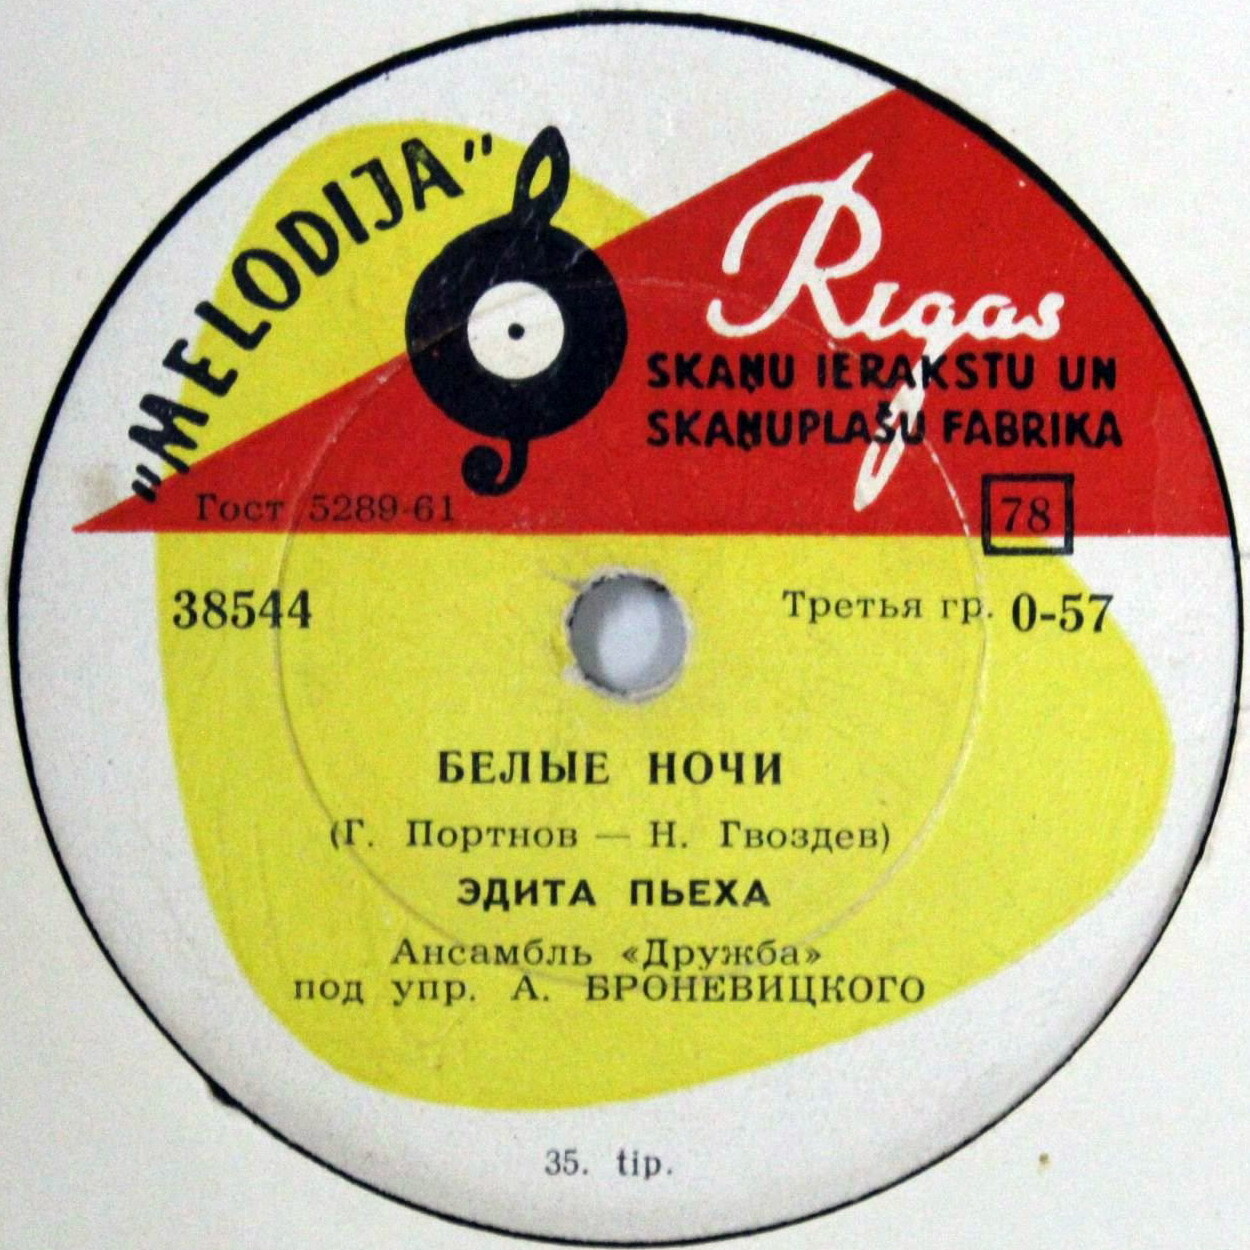 „MELODIJA”
Rigas
SKAŅU IERAKSTU UN
SKAŅUPLAŠU FABRIKA
Гост 5289-61
78
38544
Третья гр. 0-57
БЕЛЫЕ НОЧИ
(Г. Портнов — Н. Гвоздев)
ЭДИТА ПЬЕХА
Ансамбль «Дружба»
под упр. А. БРОНЕВИЦКОГО
35. tip.